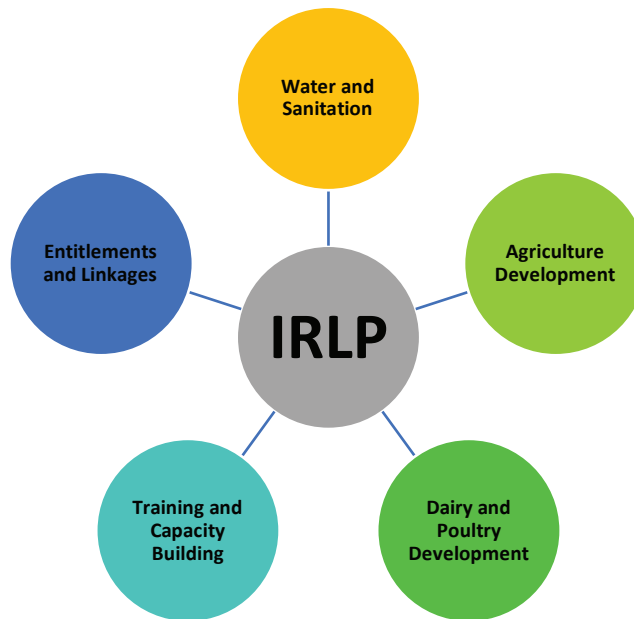 Water and
Sanitation
Entitlements
and Linkages
Agriculture
Development
IRLP
Training and
Capacity
Building
Dairy and
Poultry
Development